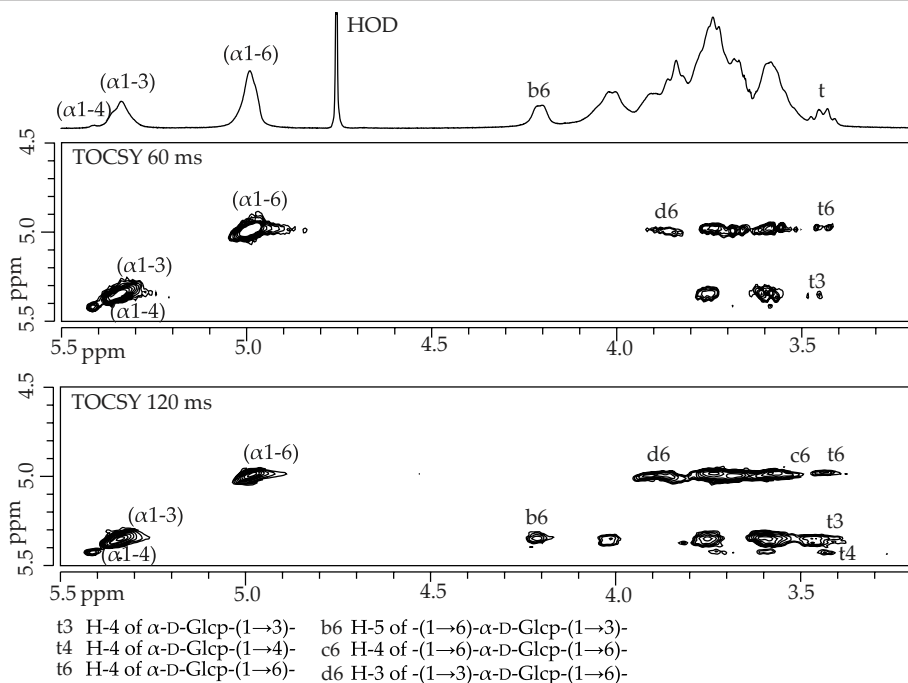 HOD
(α1-6)
(α1-3)
(α1-4)
b6
t
4.5
TOCSY 60 ms
(α1-6)
d6
t6
5.0
(α1-3)
t3
(α1-4)
ppm
5.5
5.5 ppm 5.0 4.5 4.0 3.5
4.5
TOCSY 120 ms
(α1-6)
d6
c6
t6
5.0
b6
(α1-3)
t3
(α1-4)
t4
ppm
5.5
5.5 ppm 5.0 4.5 4.0 3.5
t3 H-4 of α-D-Glcp-(1→3)- b6 H-5 of -(1→6)-α-D-Glcp-(1→3)-
t4 H-4 of α-D-Glcp-(1→4)- c6 H-4 of -(1→6)-α-D-Glcp-(1→6)-
t6 H-4 of α-D-Glcp-(1→6)- d6 H-3 of -(1→3)-α-D-Glcp-(1→6)-